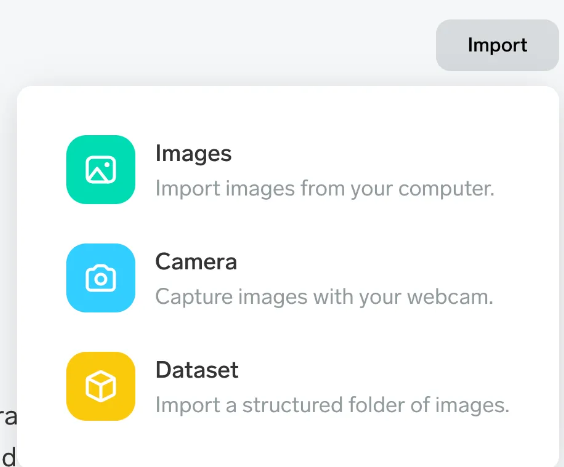 Import
Images
Import images from your computer.
Camera
Capture images with your webcam.
Dataset
Import a structured folder of images.
ra
d